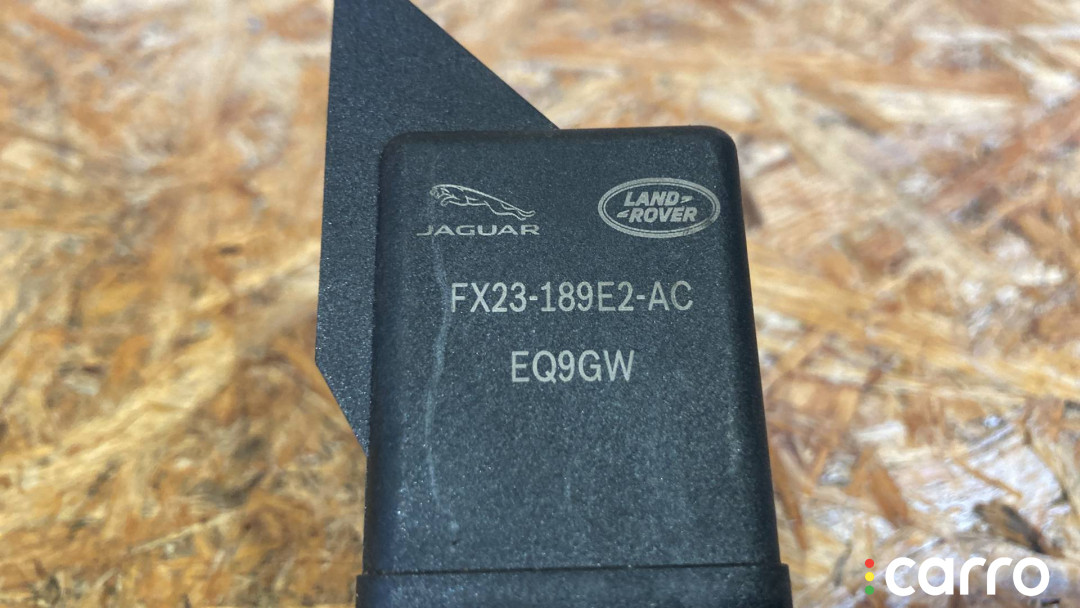 JAGUAR
LAND-
-ROVER
FX23-189E2-AC
EQ9GW
carro